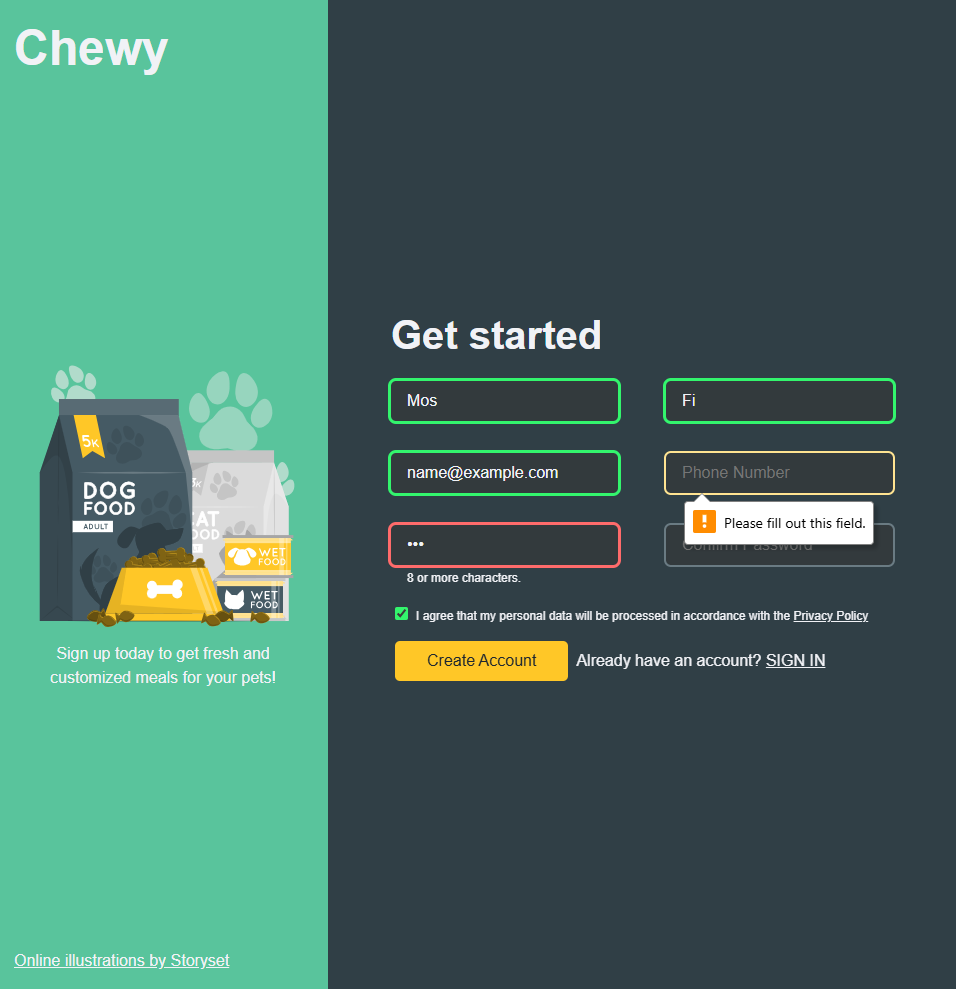 Chewy
5K
DOG
FOOD
ADULT
WET
FOOD
WET
FOOD
Sign up today to get fresh and
customized meals for your pets!
Online illustrations by Storyset
Get started
Mos
Fi
name@example.com
Phone Number
Please fill out this field.
•••
Confirm Password
8 or more characters.
I agree that my personal data will be processed in accordance with the Privacy Policy
Create Account
Already have an account? SIGN IN